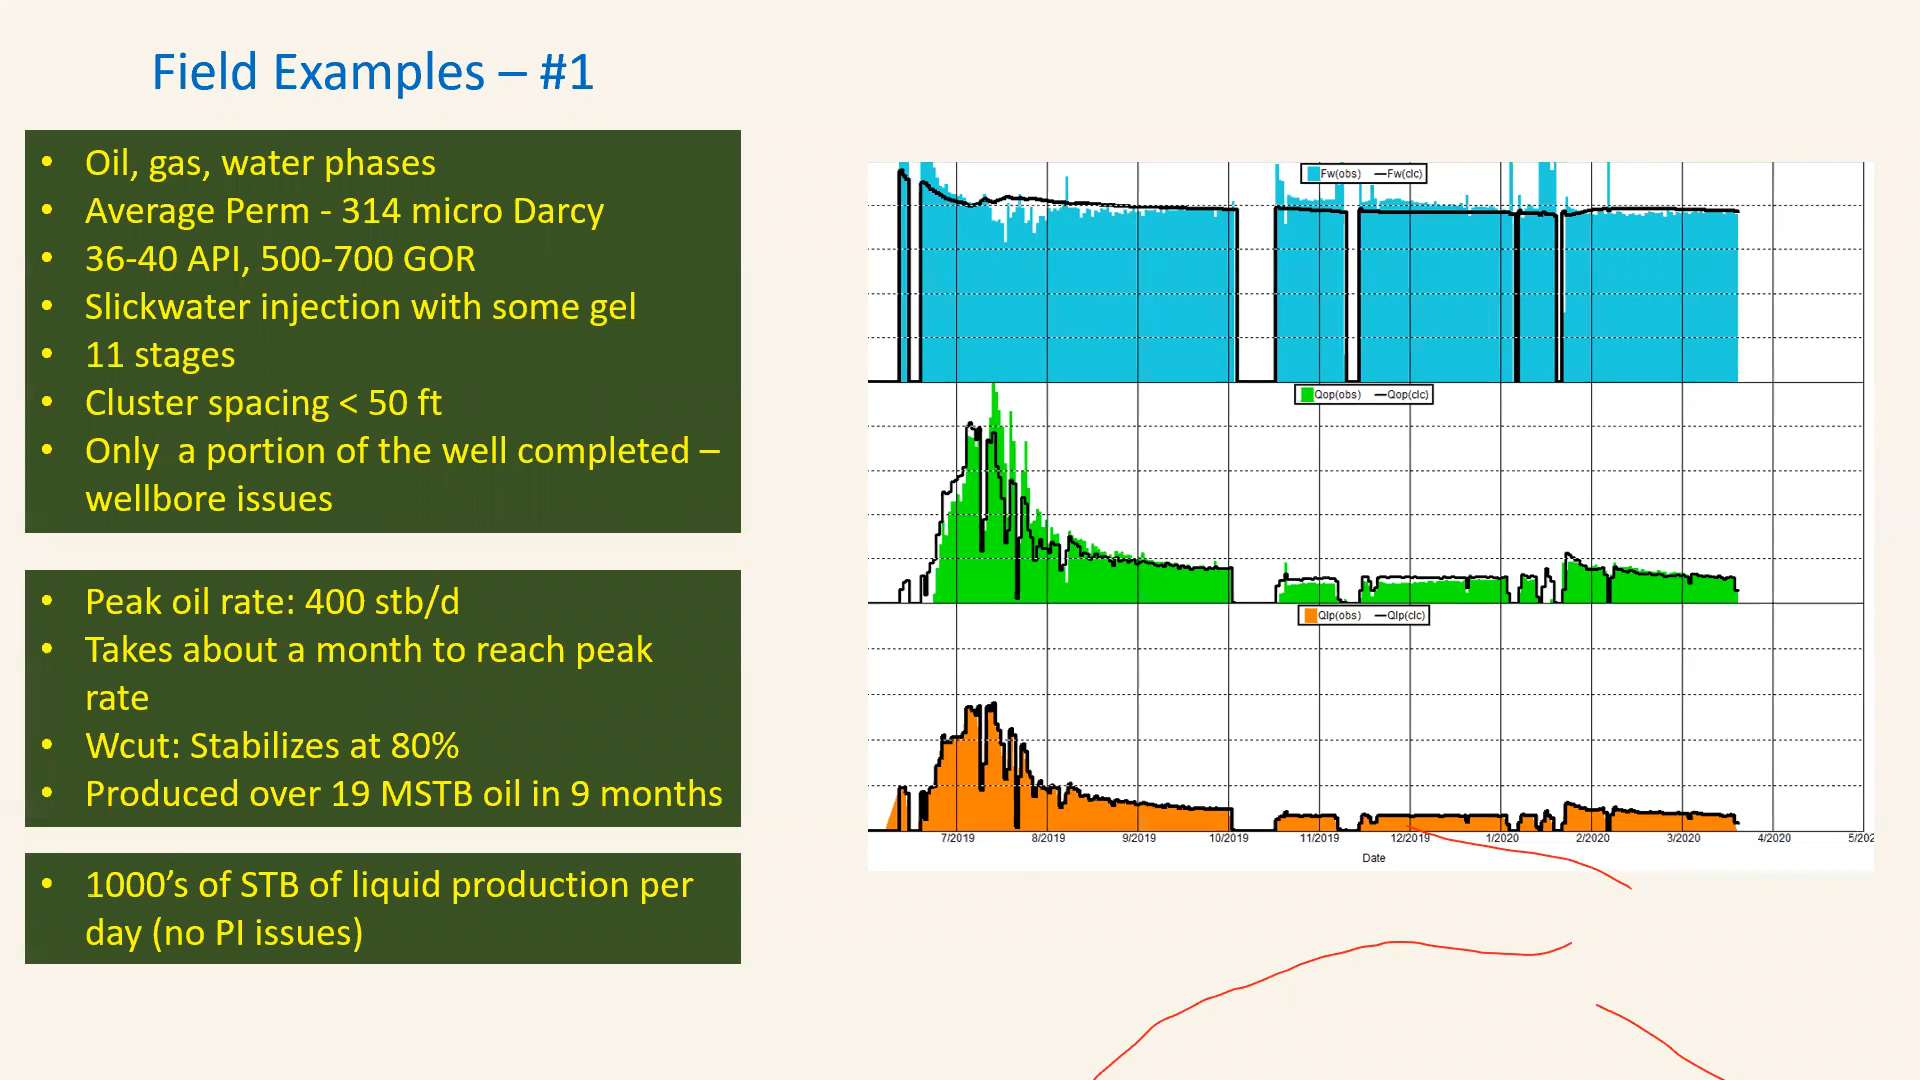 Field Examples – #1
• Oil, gas, water phases
• Average Perm - 314 micro Darcy
• 36-40 API, 500-700 GOR
• Slickwater injection with some gel
• 11 stages
• Cluster spacing < 50 ft
• Only a portion of the well completed –
wellbore issues
• Peak oil rate: 400 stb/d
• Takes about a month to reach peak
rate
• Wcut: Stabilizes at 80%
• Produced over 19 MSTB oil in 9 months
• 1000’s of STB of liquid production per
day (no PI issues)
Fw(obs) Fw(clc)
Qop(obs) Qop(clc)
Qlp(obs) Qlp(clc)
7/2019 8/2019 9/2019 10/2019 11/2019 12/2019 1/2020 2/2020 3/2020 4/2020 5/202
Date